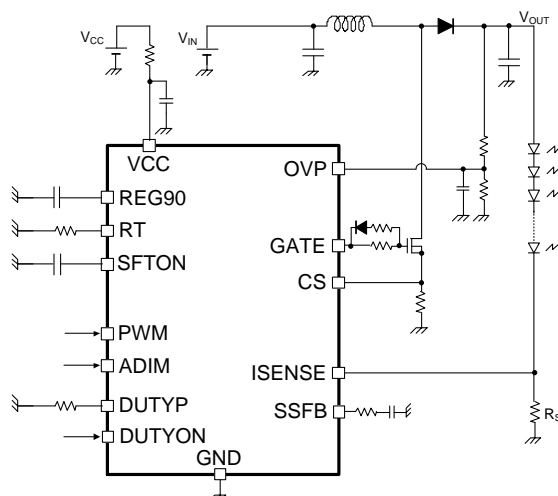 VCC
VIN
VOUT
VCC
OVP
REG90
RT
GATE
SFTON
CS
PWM
ADIM
ISENSE
DUTYP
SSFB
DUTYON
GND